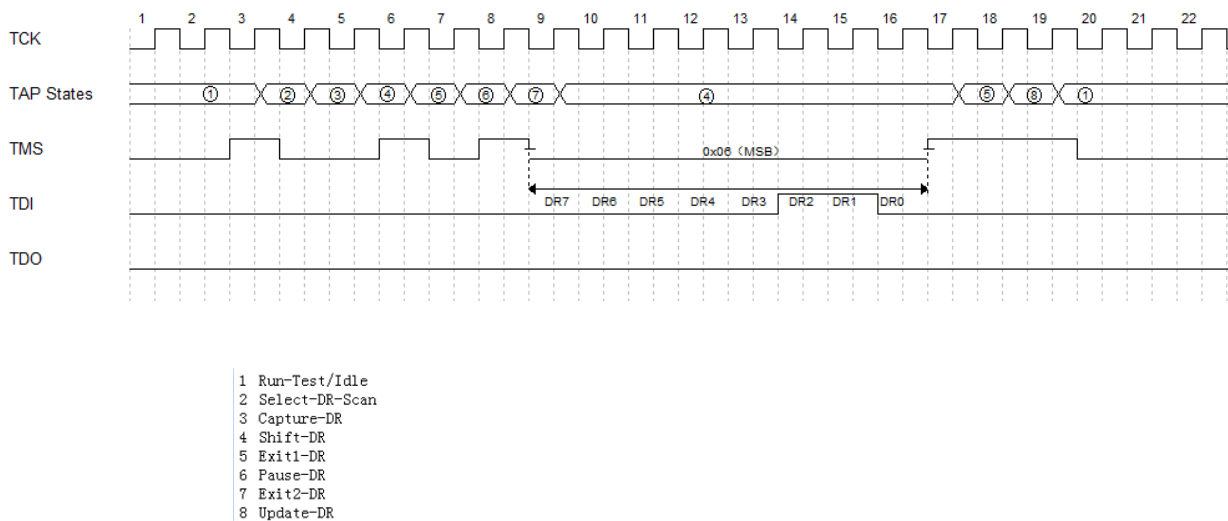 1 2 3 4 5 6 7 8 9 10 11 12 13 14 15 16 17 18 19 20 21 22
TCK
TAP States ① ② ③ ④ ⑤ ⑥ ⑦ ④ ⑤ ⑧ ①
TMS
0x06（MSB）
TDI DR7 DR6 DR5 DR4 DR3 DR2 DR1 DR0
TDO
1 Run-Test/Idle
2 Select-DR-Scan
3 Capture-DR
4 Shift-DR
5 Exit1-DR
6 Pause-DR
7 Exit2-DR
8 Update-DR